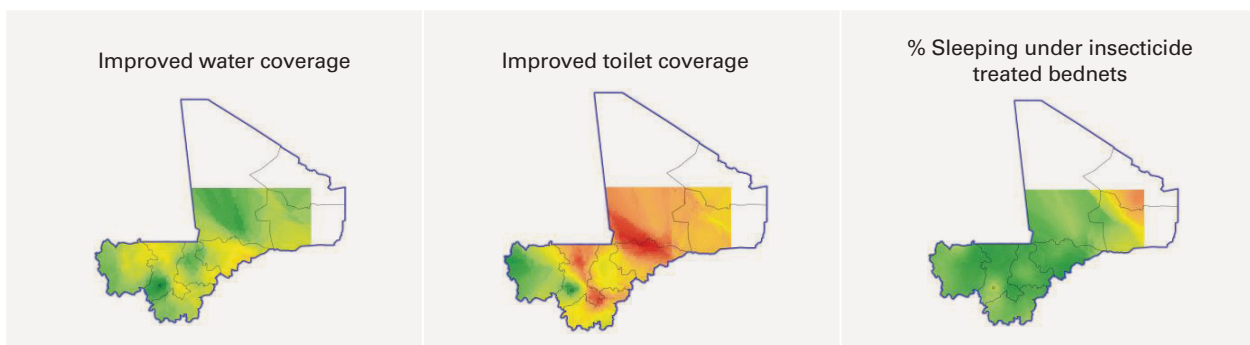 Improved water coverage
Improved toilet coverage
% Sleeping under insecticide
treated bednets